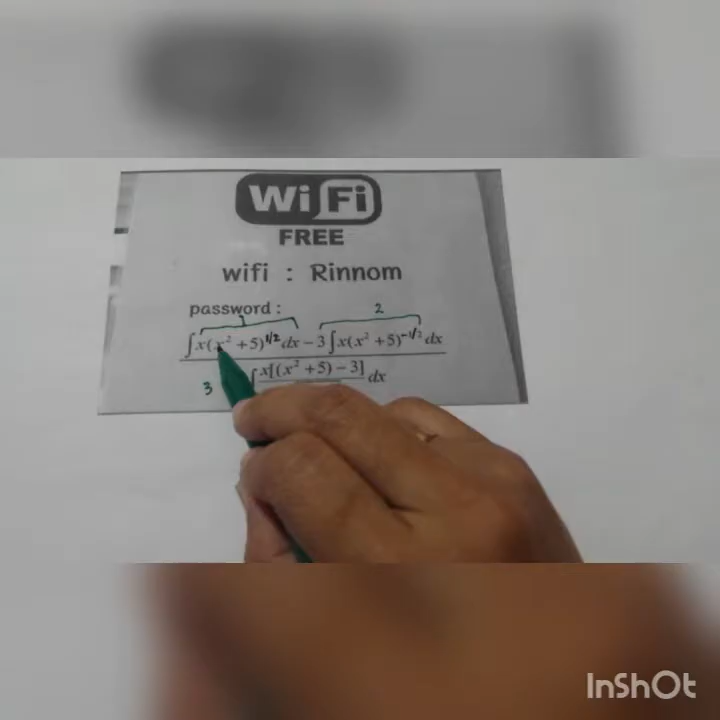 WiFi
FREE
wifi : Rinnom
password :
1 2
∫x(x² +5)^1/2 dx − 3∫x(x² +5)^−1/2 dx
3 ∫ x[(x² +5) − 3] dx
InShOt